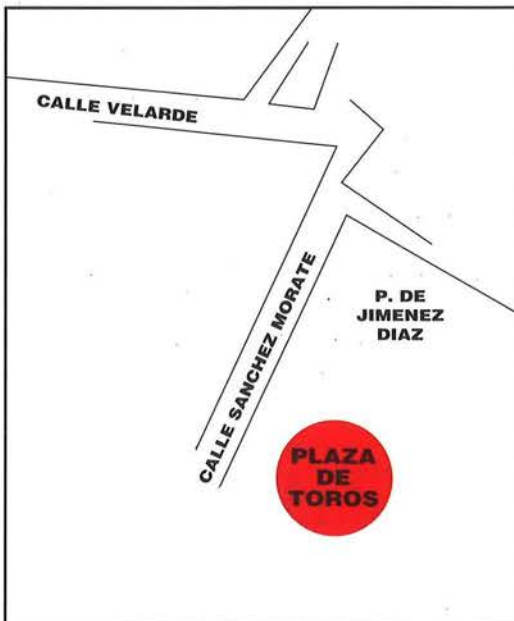 CALLE VELARDE
CALLE SANCHEZ MORATE
P. DE
JIMENEZ
DIAZ
PLAZA
DE
TOROS